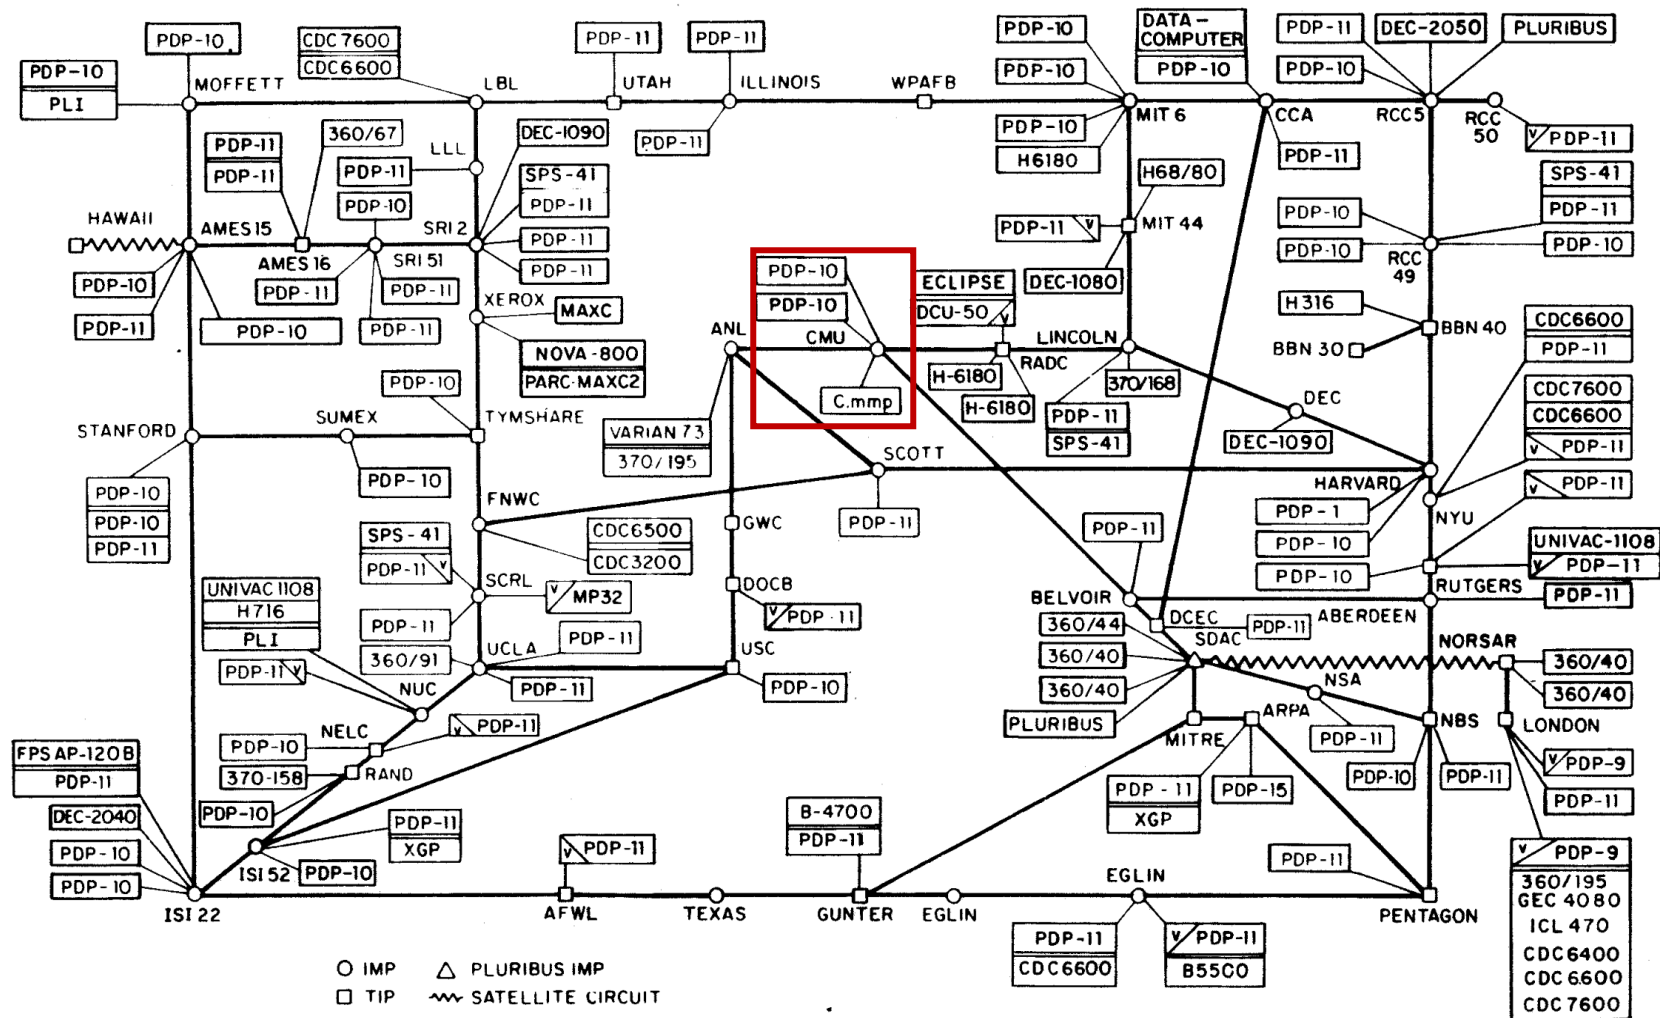 PDP-10
CDC 7600
CDC 6600
PDP-11
PDP-11
PDP-10
DATA-
COMPUTER
PDP-10
PDP-11
DEC-2050
PLURIBUS
PDP-10
PLI
MOFFETT
LBL
UTAH
ILLINOIS
WPAFB
PDP-10
MIT 6
CCA
PDP-10
RCC5
RCC
50
PDP-11
PDP-10
H6180
PDP-11
V PDP-11
PDP-11
PDP-11
360/67
LLL
PDP-11
DEC-1090
SPS-41
PDP-11
PDP-11
PDP-11
H68/80
PDP-11 V
MIT 44
DEC-1080
SPS-41
PDP-11
PDP-10
PDP-10
PDP-10
RCC
49
HAWAII
AMES 15
AMES 16
PDP-10
SRI 51
SRI 2
PDP-10
PDP-11
PDP-10
PDP-11
PDP-11
PDP-11
XEROX
MAXC
NOVA-800
PARC-MAXC2
PDP-10
PDP-10
CMU
C.mmp
ANL
ECLIPSE
DCU-50 V
RADC
H-6180
H-6180
LINCOLN
370/168
PDP-11
SPS-41
H316
BBN 40
BBN 30
CDC6600
PDP-11
CDC7600
CDC6600
V PDP-11
V PDP-11
DEC
DEC-1090
STANFORD
SUMEX
PDP-10
TYMSHARE
PDP-10
PDP-10
PDP-10
PDP-11
VARIAN 73
370/195
SCOTT
PDP-11
HARVARD
PDP-1
PDP-10
NYU
PDP-10
RUTGERS
UNIVAC-1108
V PDP-11
FNWC
CDC6500
CDC3200
GWC
SPS-41
PDP-11 V
SCRL
V MP32
PDP-11
DOCB
V PDP-11
PDP-11
BELVOIR
ABERDEEN
PDP-11
UNIVAC 1108
H716
PLI
PDP-11 V
360/91
UCLA
PDP-11
PDP-11
USC
PDP-10
360/44
360/40
360/40
PLURIBUS
DCEC
PDP-11
SDAC
NORSAR
360/40
360/40
NSA
PDP-11
NUC
NELC
V PDP-11
PDP-10
370-158
RAND
PDP-10
MITRE
ARPA
PDP-11
XGP
PDP-15
NBS
PDP-10
PDP-11
LONDON
V PDP-9
PDP-11
V PDP-9
360/195
GEC 4080
ICL 470
CDC6400
CDC6600
CDC7600
FPS AP-120B
PDP-11
DEC-2040
PDP-10
PDP-10
ISI 22
ISI 52
PDP-11
XGP
PDP-10
V PDP-11
AFWL
TEXAS
B-4700
PDP-11
GUNTER
EGLIN
EGLIN
PDP-11
CDC6600
V PDP-11
B5500
PDP-11
PENTAGON
IMP
PLURIBUS IMP
TIP
SATELLITE CIRCUIT